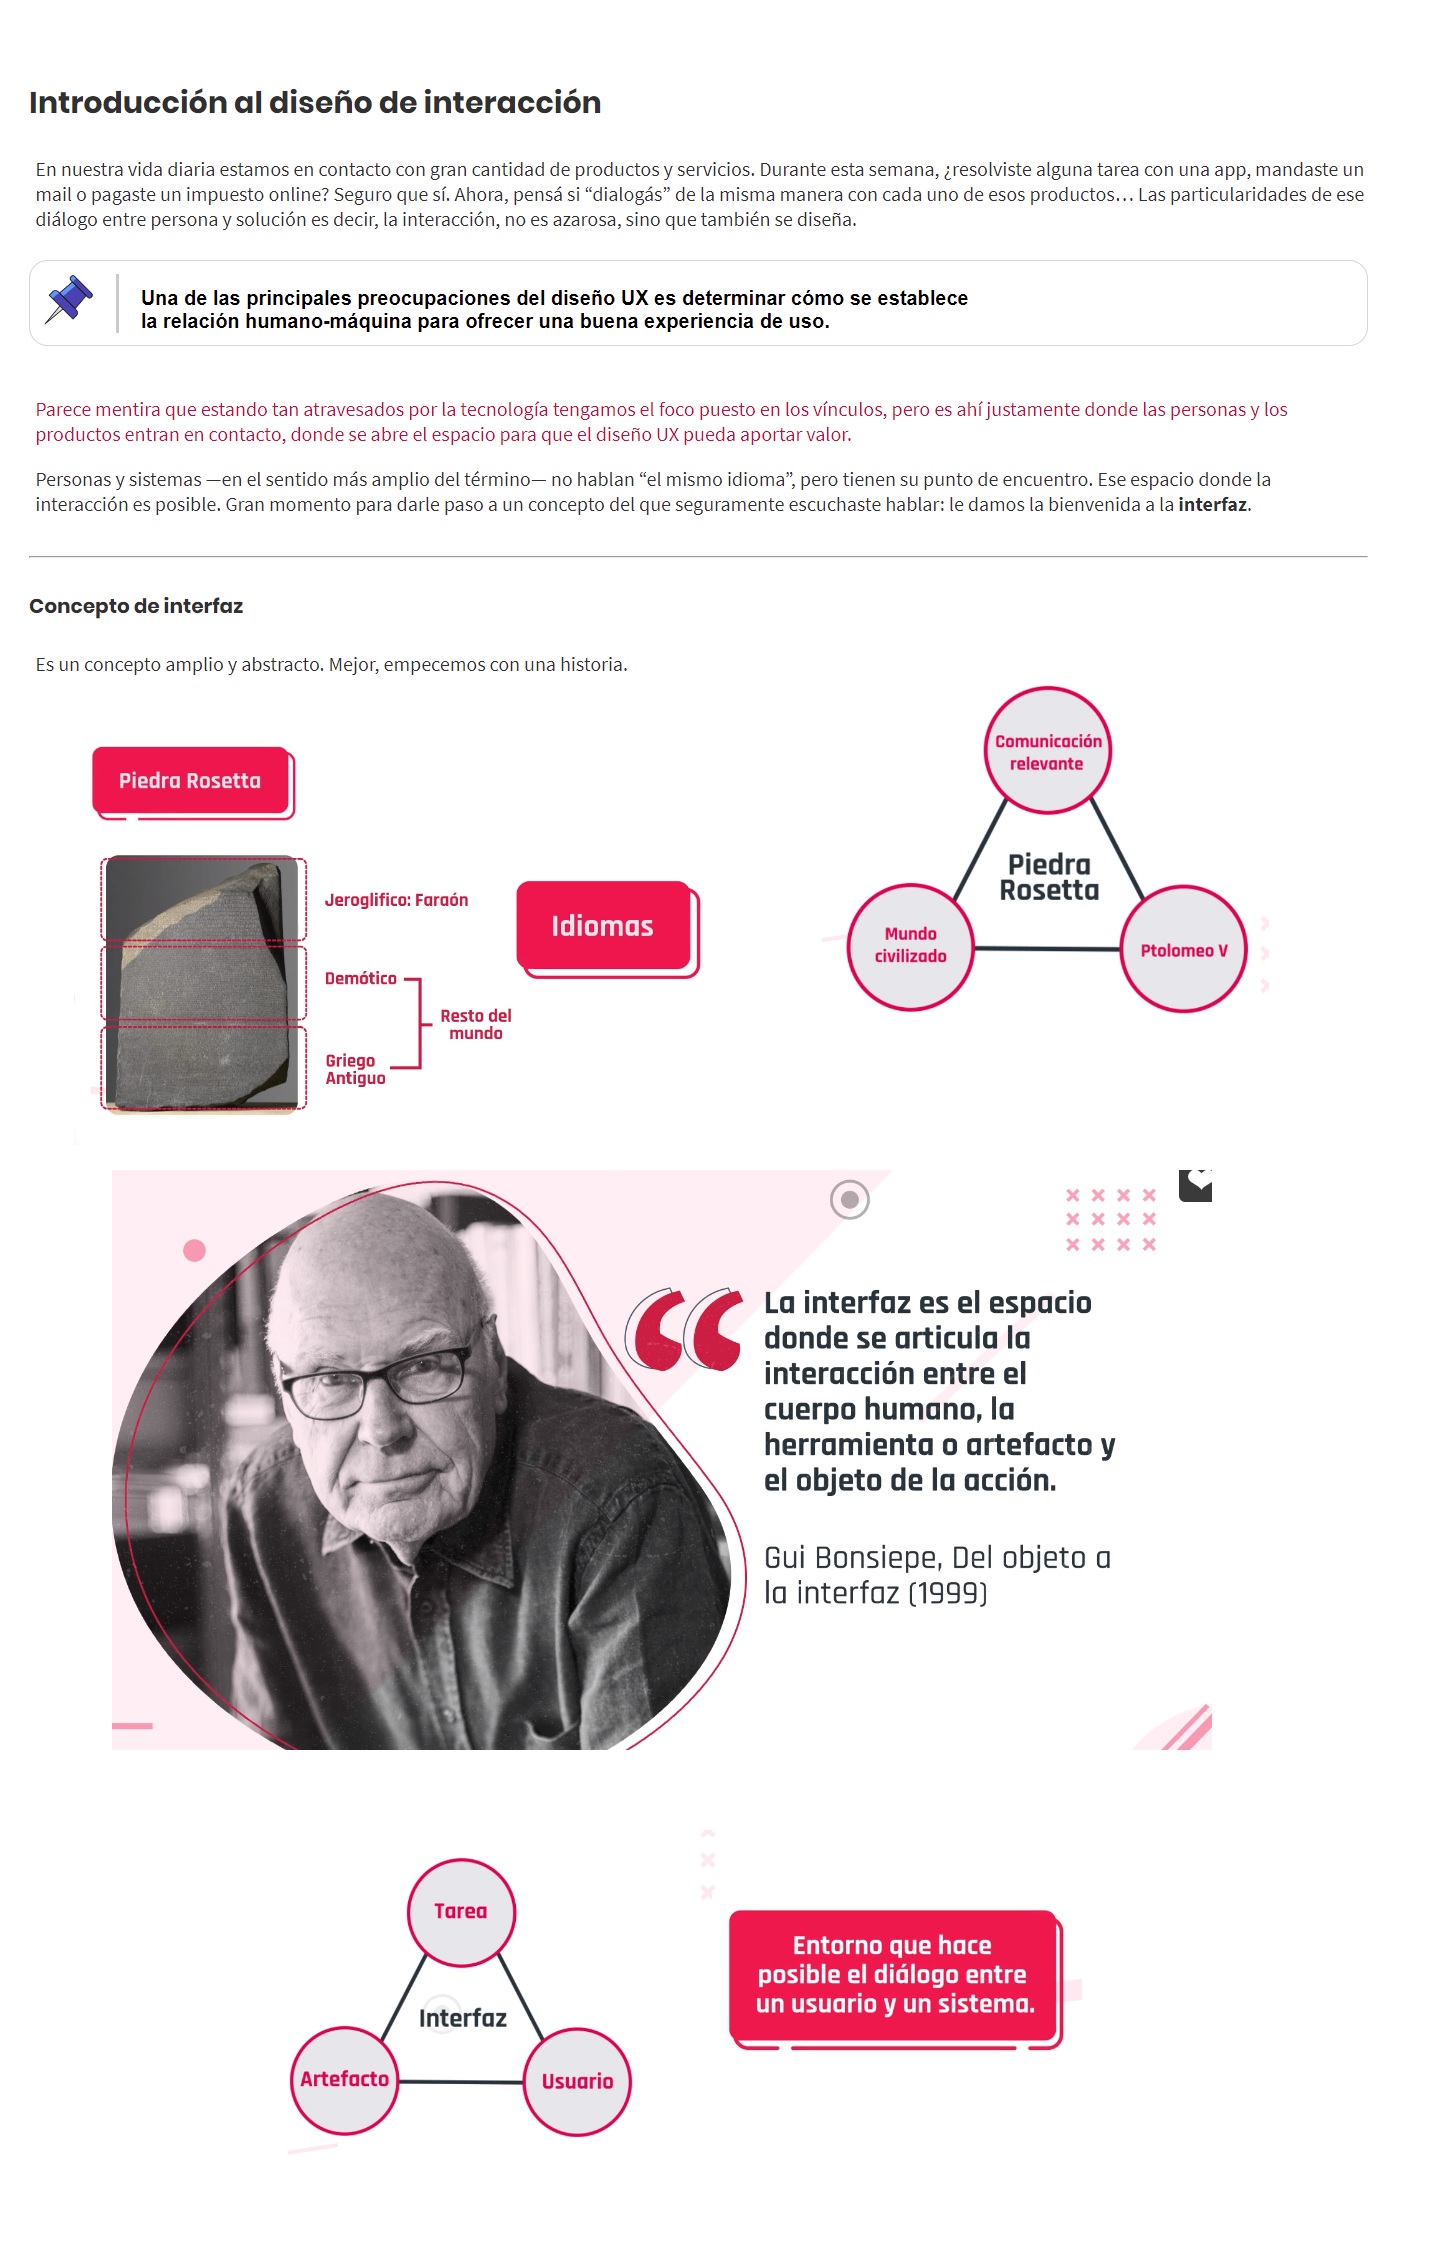 Introducción al diseño de interacción
En nuestra vida diaria estamos en contacto con gran cantidad de productos y servicios. Durante esta semana, ¿resolviste alguna tarea con una app, mandaste un
mail o pagaste un impuesto online? Seguro que sí. Ahora, pensá si “dialogás” de la misma manera con cada uno de esos productos… Las particularidades de ese
diálogo entre persona y solución es decir, la interacción, no es azarosa, sino que también se diseña.
Una de las principales preocupaciones del diseño UX es determinar cómo se establece
la relación humano-máquina para ofrecer una buena experiencia de uso.
Parece mentira que estando tan atravesados por la tecnología tengamos el foco puesto en los vínculos, pero es ahí justamente donde las personas y los
productos entran en contacto, donde se abre el espacio para que el diseño UX pueda aportar valor.
Personas y sistemas —en el sentido más amplio del término— no hablan “el mismo idioma”, pero tienen su punto de encuentro. Ese espacio donde la
interacción es posible. Gran momento para darle paso a un concepto del que seguramente escuchaste hablar: le damos la bienvenida a la interfaz.
Concepto de interfaz
Es un concepto amplio y abstracto. Mejor, empecemos con una historia.
Piedra Rosetta
Jeroglífico: Faraón
Demótico
Griego
Antiguo
Resto del
mundo
Idiomas
Comunicación
relevante
Piedra
Rosetta
Mundo
civilizado
Ptolomeo V
La interfaz es el espacio
donde se articula la
interacción entre el
cuerpo humano, la
herramienta o artefacto y
el objeto de la acción.
Gui Bonsiepe, Del objeto a
la interfaz (1999)
Tarea
Interfaz
Artefacto
Usuario
Entorno que hace
posible el diálogo entre
un usuario y un sistema.